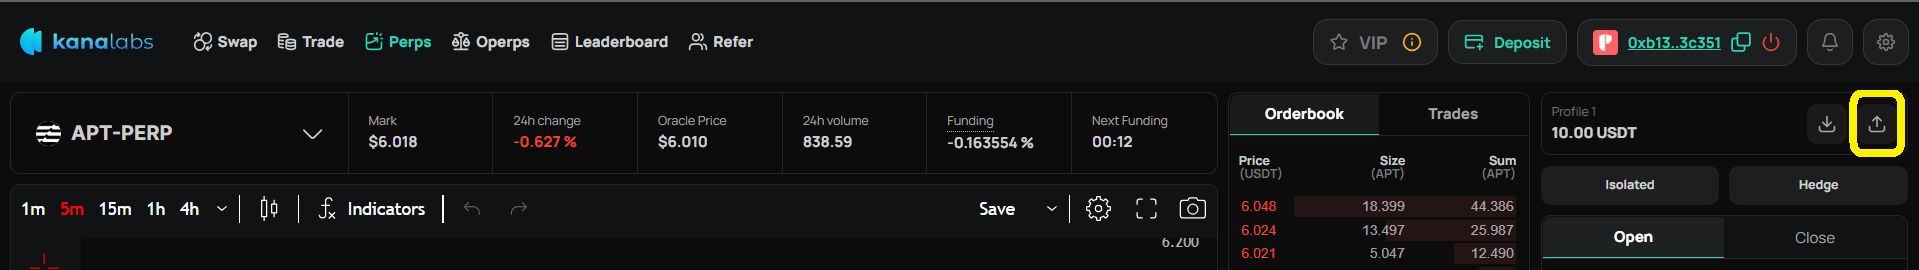 kanalabs
Swap
Trade
Perps
Operps
Leaderboard
Refer
VIP
Deposit
0xb13..3c351
APT-PERP
Mark
$6.018
24h change
-0.627 %
Oracle Price
$6.010
24h volume
838.59
Funding
-0.163554 %
Next Funding
00:12
1m 5m 15m 1h 4h
Indicators
Save
6.200
Orderbook Trades
Price Size Sum
(USDT) (APT) (APT)
6.048 18.399 44.386
6.024 13.497 25.987
6.021 5.047 12.490
Profile 1
10.00 USDT
Isolated Hedge
Open Close